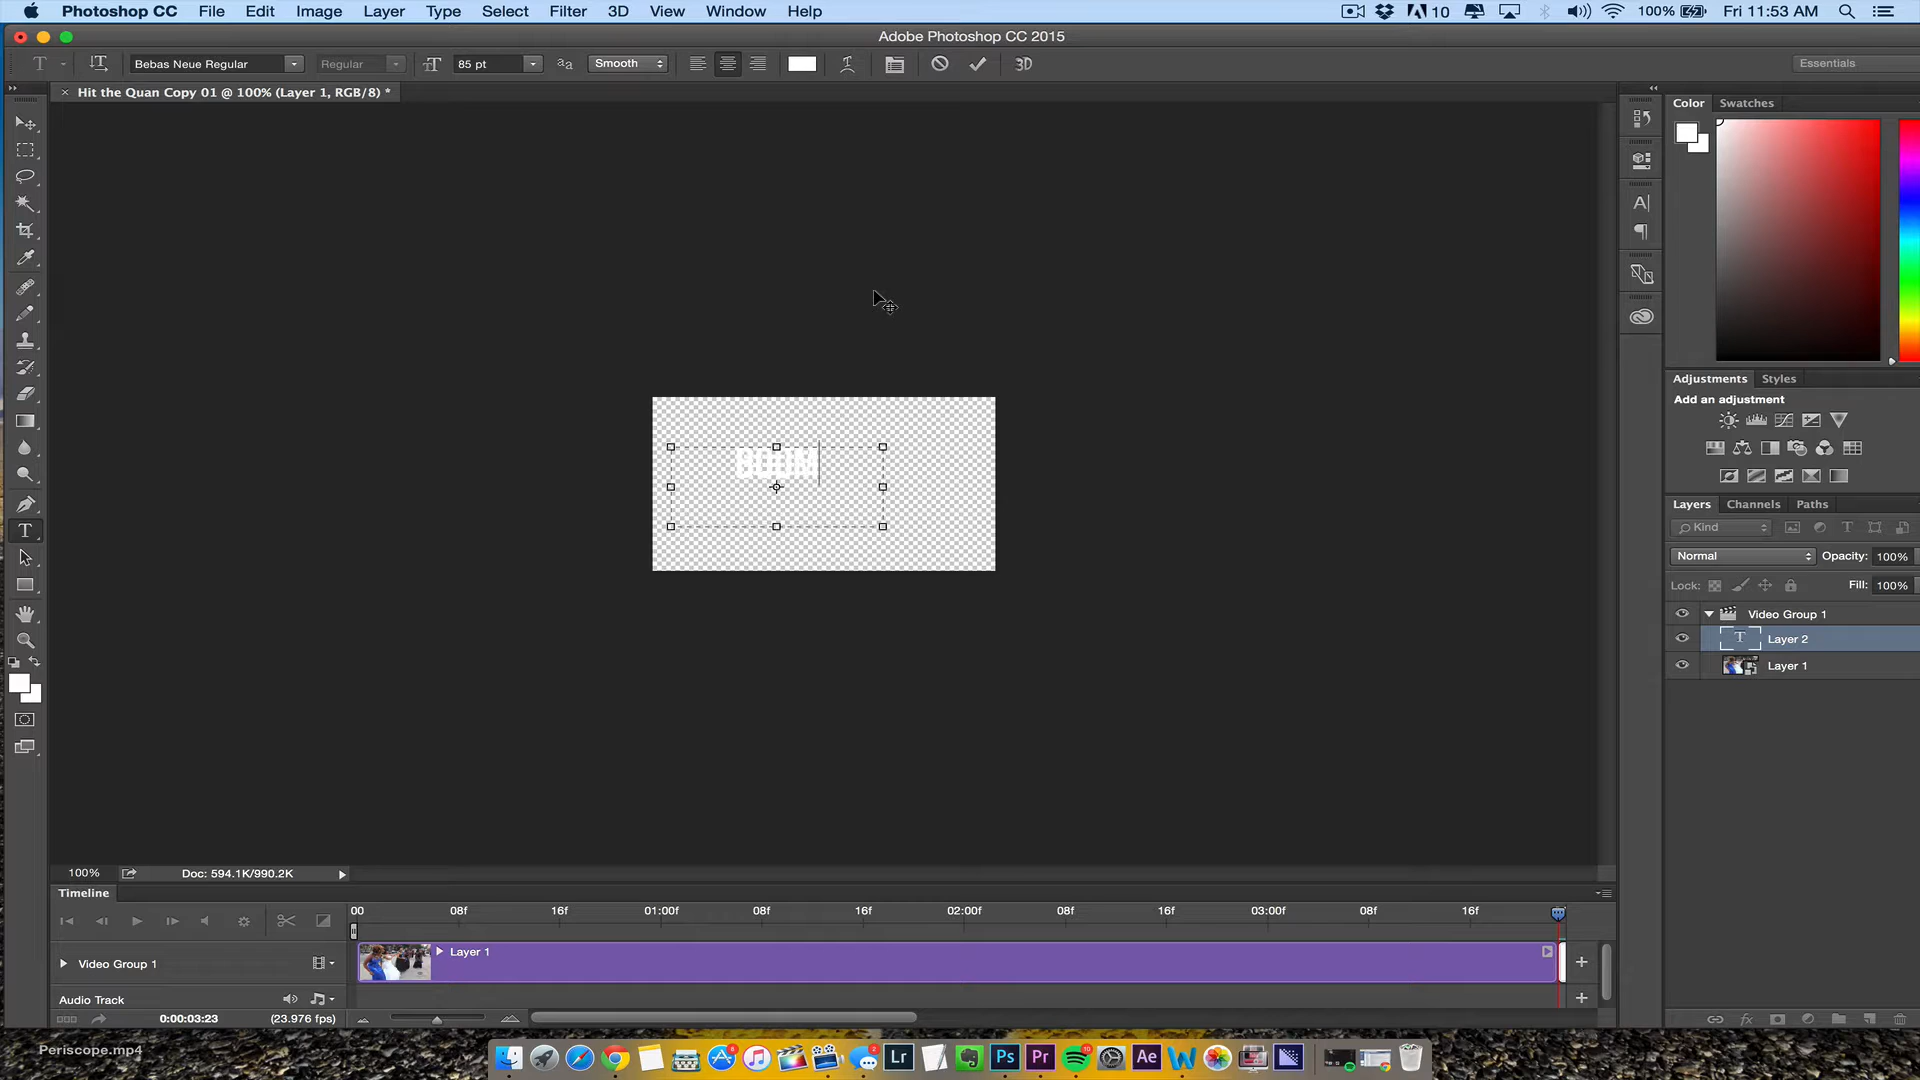 Photoshop CC File Edit Image Layer Type Select Filter 3D View Window Help 10 100% Fri 11:53 AM
Adobe Photoshop CC 2015
T Bebas Neue Regular Regular 85 pt aa Smooth 3D Essentials
× Hit the Quan Copy 01 @ 100% (Layer 1, RGB/8) *
Color Swatches
Adjustments Styles
Add an adjustment
BOOM
Layers Channels Paths
Kind
Normal Opacity: 100%
Lock: Fill: 100%
Video Group 1
T Layer 2
Layer 1
100% Doc: 594.1K/990.2K
Timeline
00 08f 16f 01:00f 08f 16f 02:00f 08f 16f 03:00f 08f 16f
Layer 1
Video Group 1
Audio Track
0:00:03:23 (23.976 fps)
Periscope.mp4
Lr Ps Pr Ae